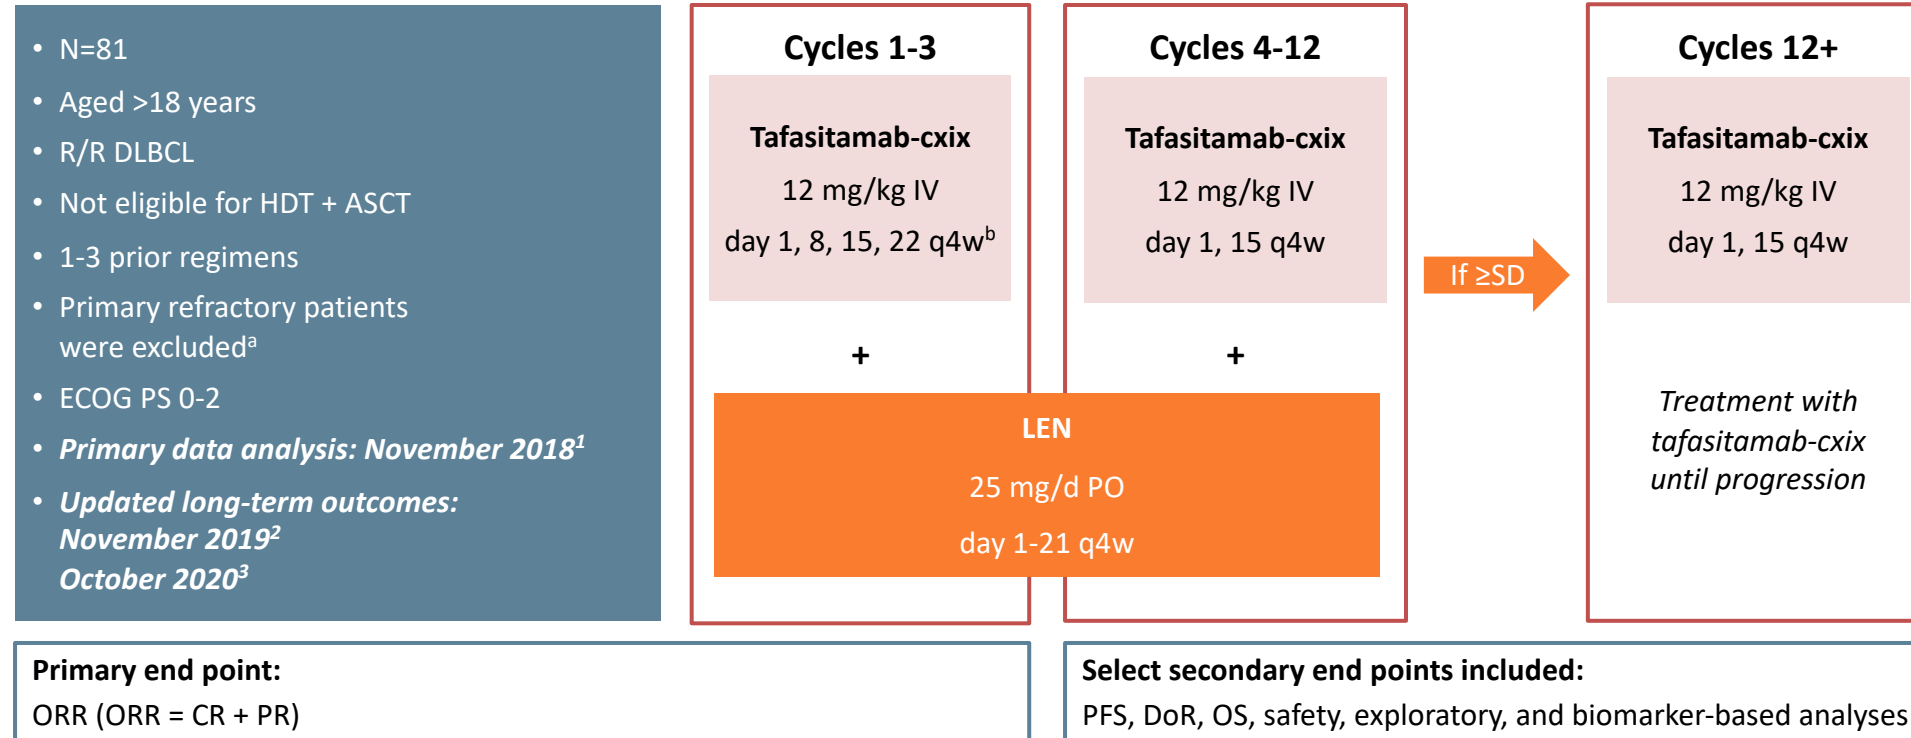 • N=81
• Aged >18 years
• R/R DLBCL
• Not eligible for HDT + ASCT
• 1-3 prior regimens
• Primary refractory patients
were excludedᵃ
• ECOG PS 0-2
• Primary data analysis: November 2018¹
• Updated long-term outcomes:
November 2019²
October 2020³
Cycles 1-3
Tafasitamab-cxix
12 mg/kg IV
day 1, 8, 15, 22 q4wᵇ
+
Cycles 4-12
Tafasitamab-cxix
12 mg/kg IV
day 1, 15 q4w
+
LEN
25 mg/d PO
day 1-21 q4w
If ≥SD
Cycles 12+
Tafasitamab-cxix
12 mg/kg IV
day 1, 15 q4w
Treatment with
tafasitamab-cxix
until progression
Primary end point:
ORR (ORR = CR + PR)
Select secondary end points included:
PFS, DoR, OS, safety, exploratory, and biomarker-based analyses